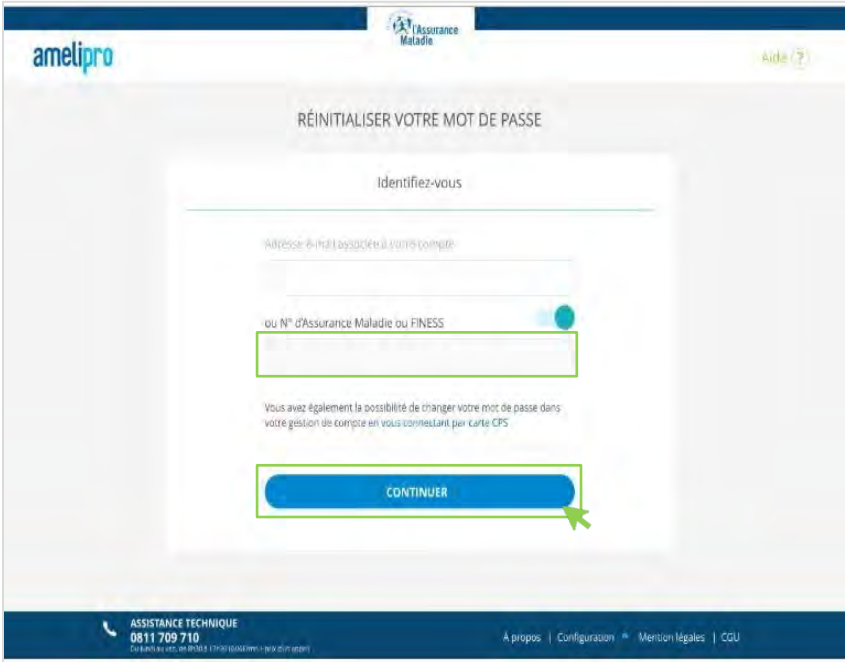 l'Assurance
Maladie
amelipro
Aide ?
RÉINITIALISER VOTRE MOT DE PASSE
Identifiez-vous
Adresse e-mail associée à votre compte
ou N° d'Assurance Maladie ou FINESS
Vous avez également la possibilité de changer votre mot de passe dans
votre gestion de compte en vous connectant par carte CPS
CONTINUER
ASSISTANCE TECHNIQUE
0811 709 710
À propos | Configuration Mention légales | CGU